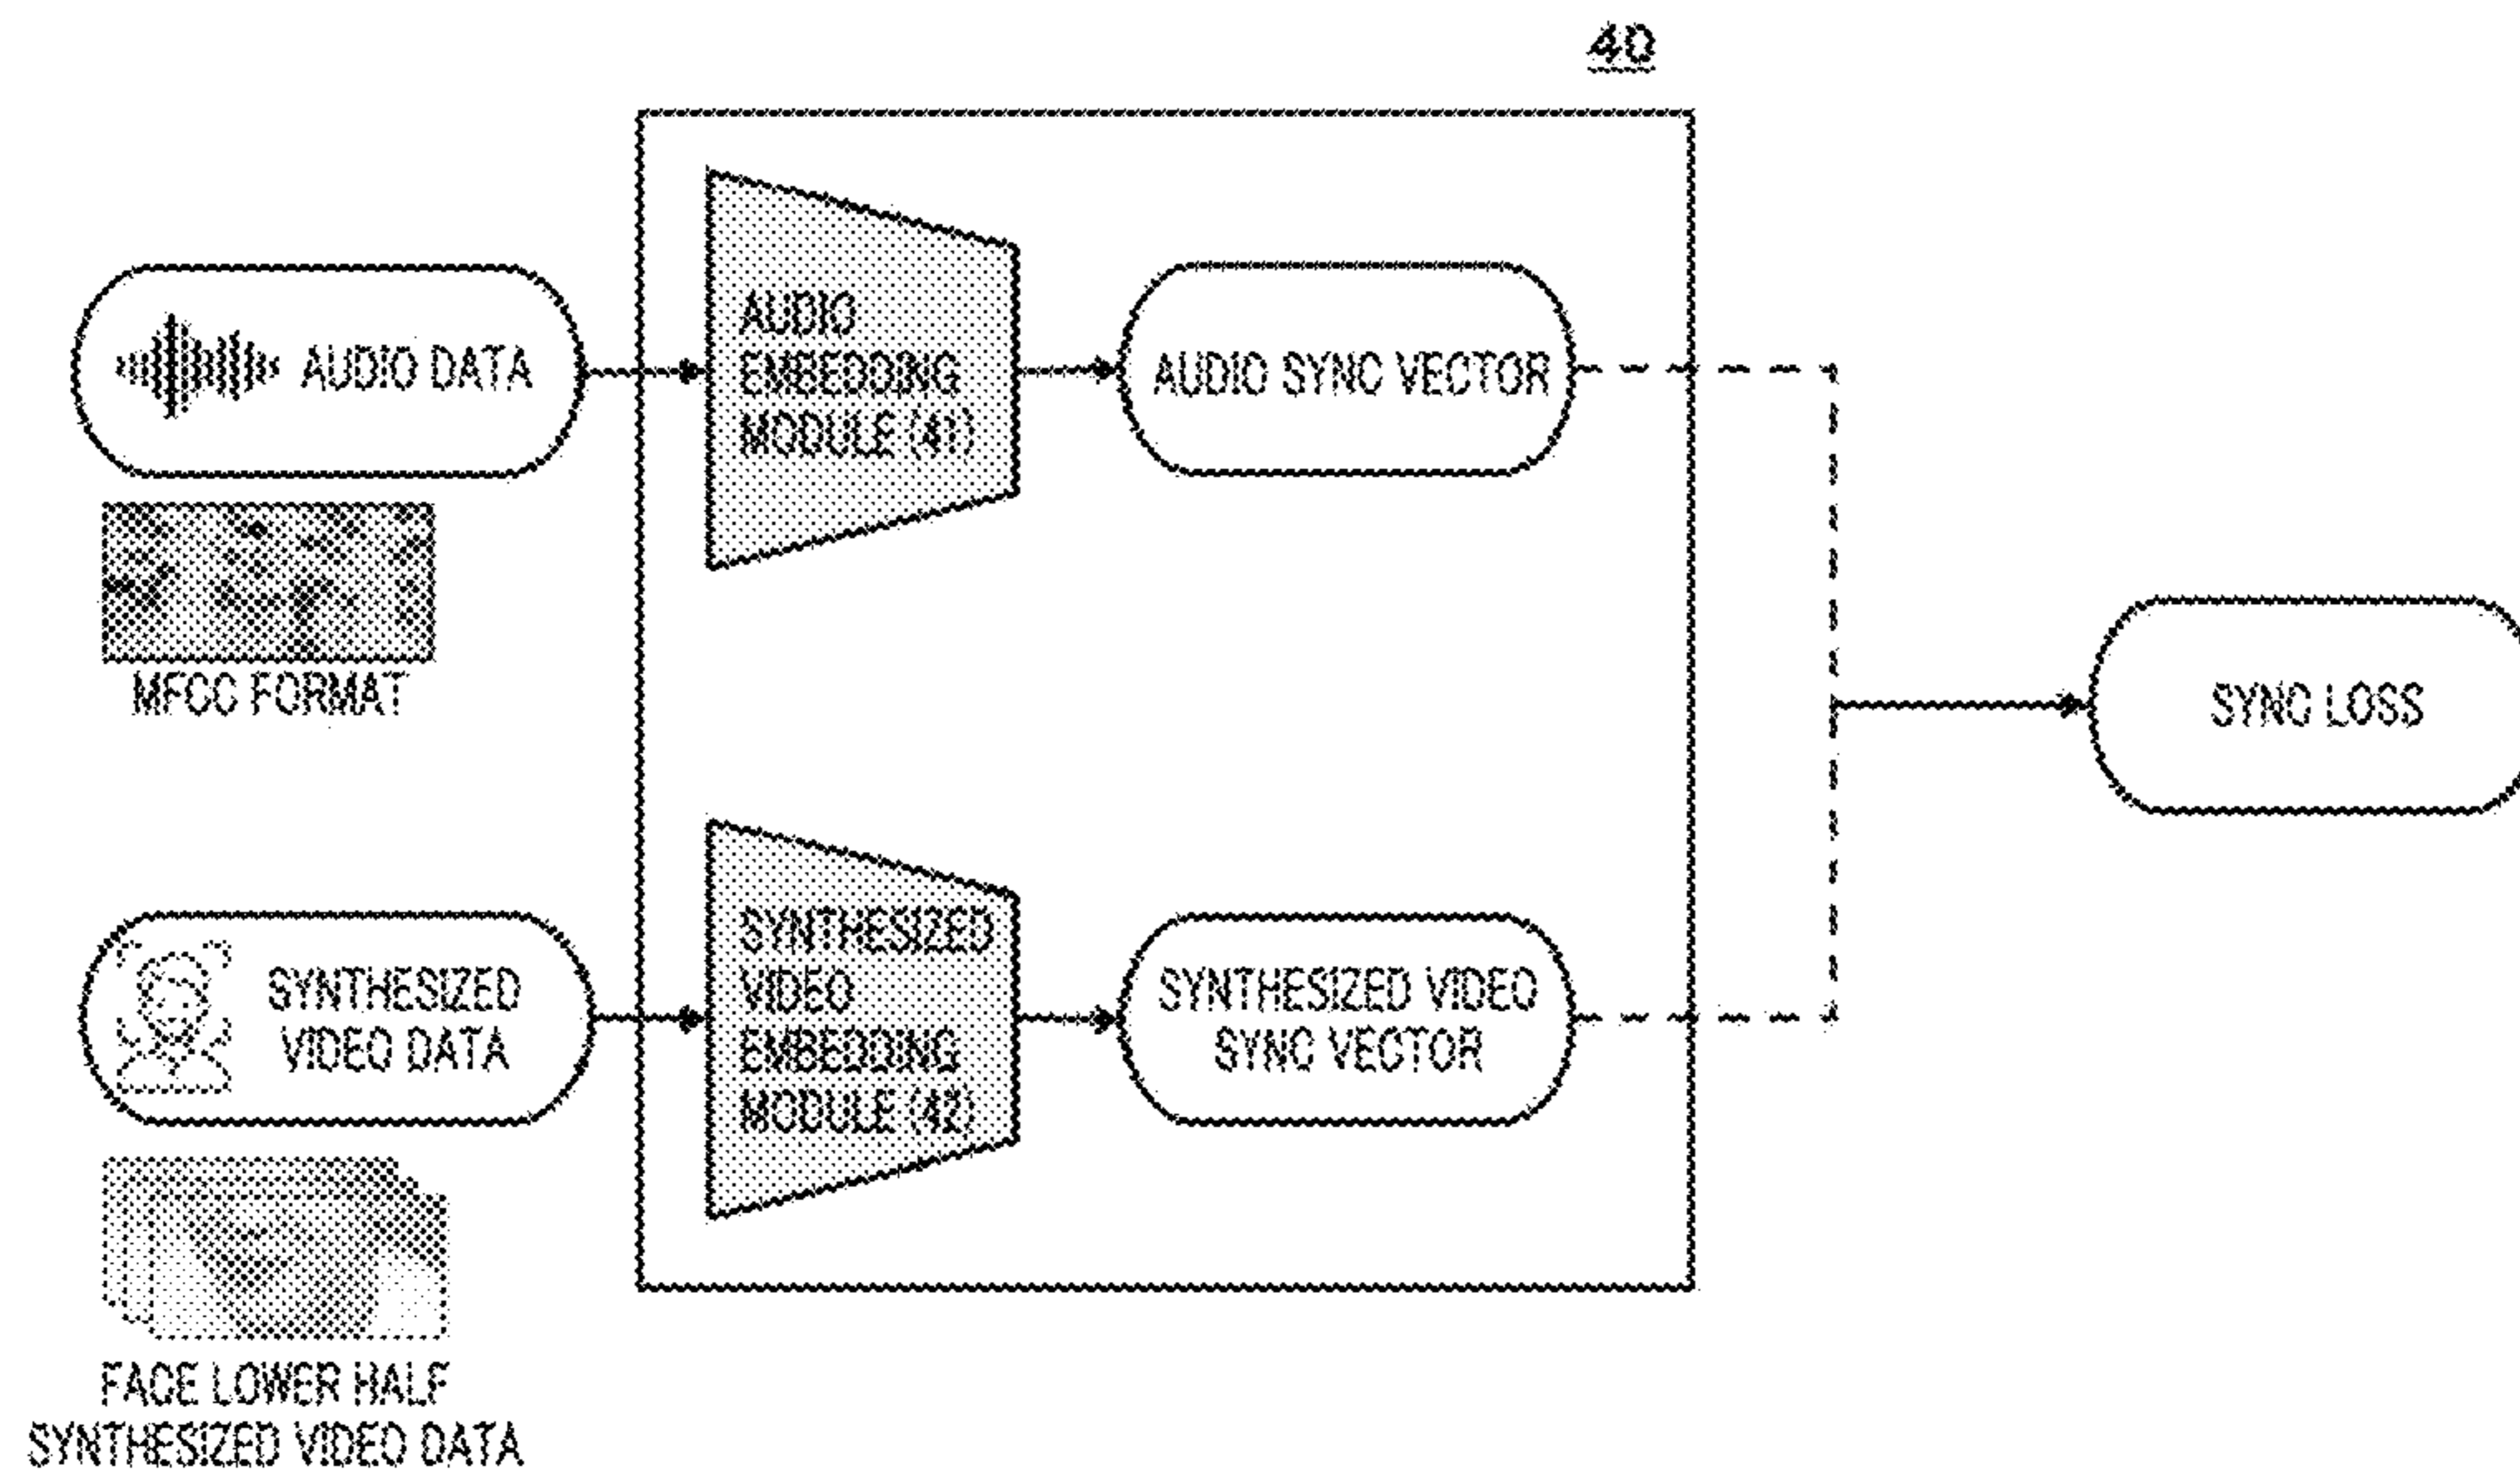 40
AUDIO DATA
AUDIO
EMBEDDING
MODULE (41)
AUDIO SYNC VECTOR
MFCC FORMAT
SYNC LOSS
SYNTHESIZED
VIDEO DATA
SYNTHESIZED
VIDEO
EMBEDDING
MODULE (42)
SYNTHESIZED VIDEO
SYNC VECTOR
FACE LOWER HALF
SYNTHESIZED VIDEO DATA